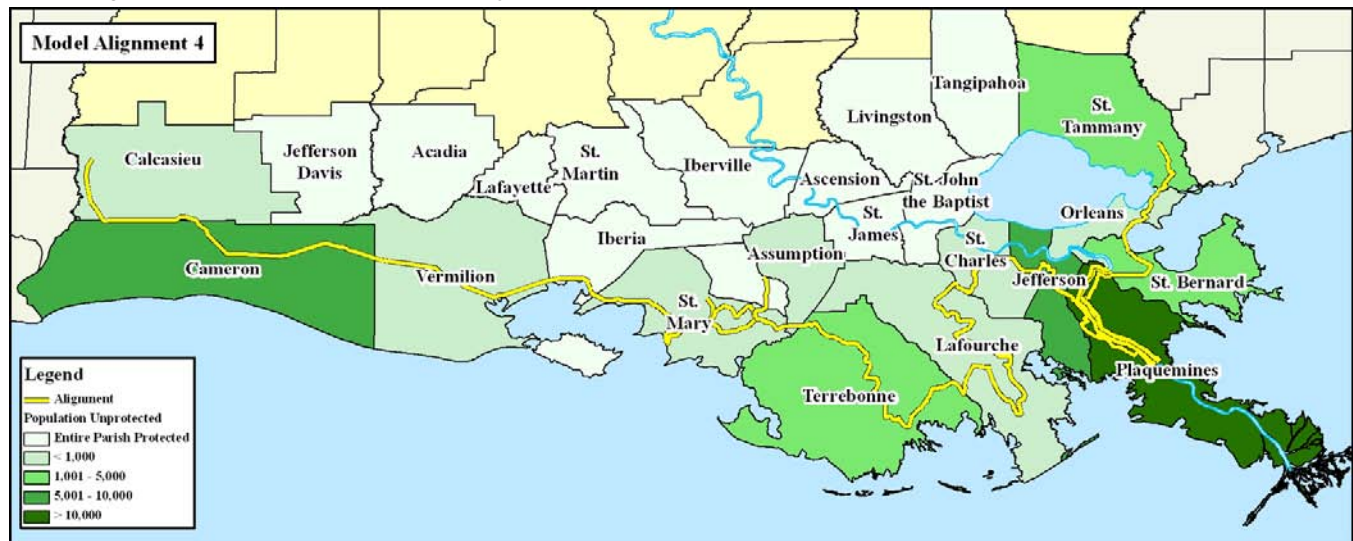 Model Alignment 4
Tangipahoa
Livingston
St.
Tammany
Calcasieu
Jefferson
Davis
Acadia
Lafayette
St.
Martin
Iberville
Ascension
St. John
the Baptist
St.
James
Orleans
Iberia
Assumption
St.
Charles
Cameron
Vermilion
St.
Mary
Jefferson
St. Bernard
Lafourche
Terrebonne
Plaquemines
Legend
Alignment
Population Unprotected
Entire Parish Protected
< 1,000
1,001 - 5,000
5,001 - 10,000
> 10,000